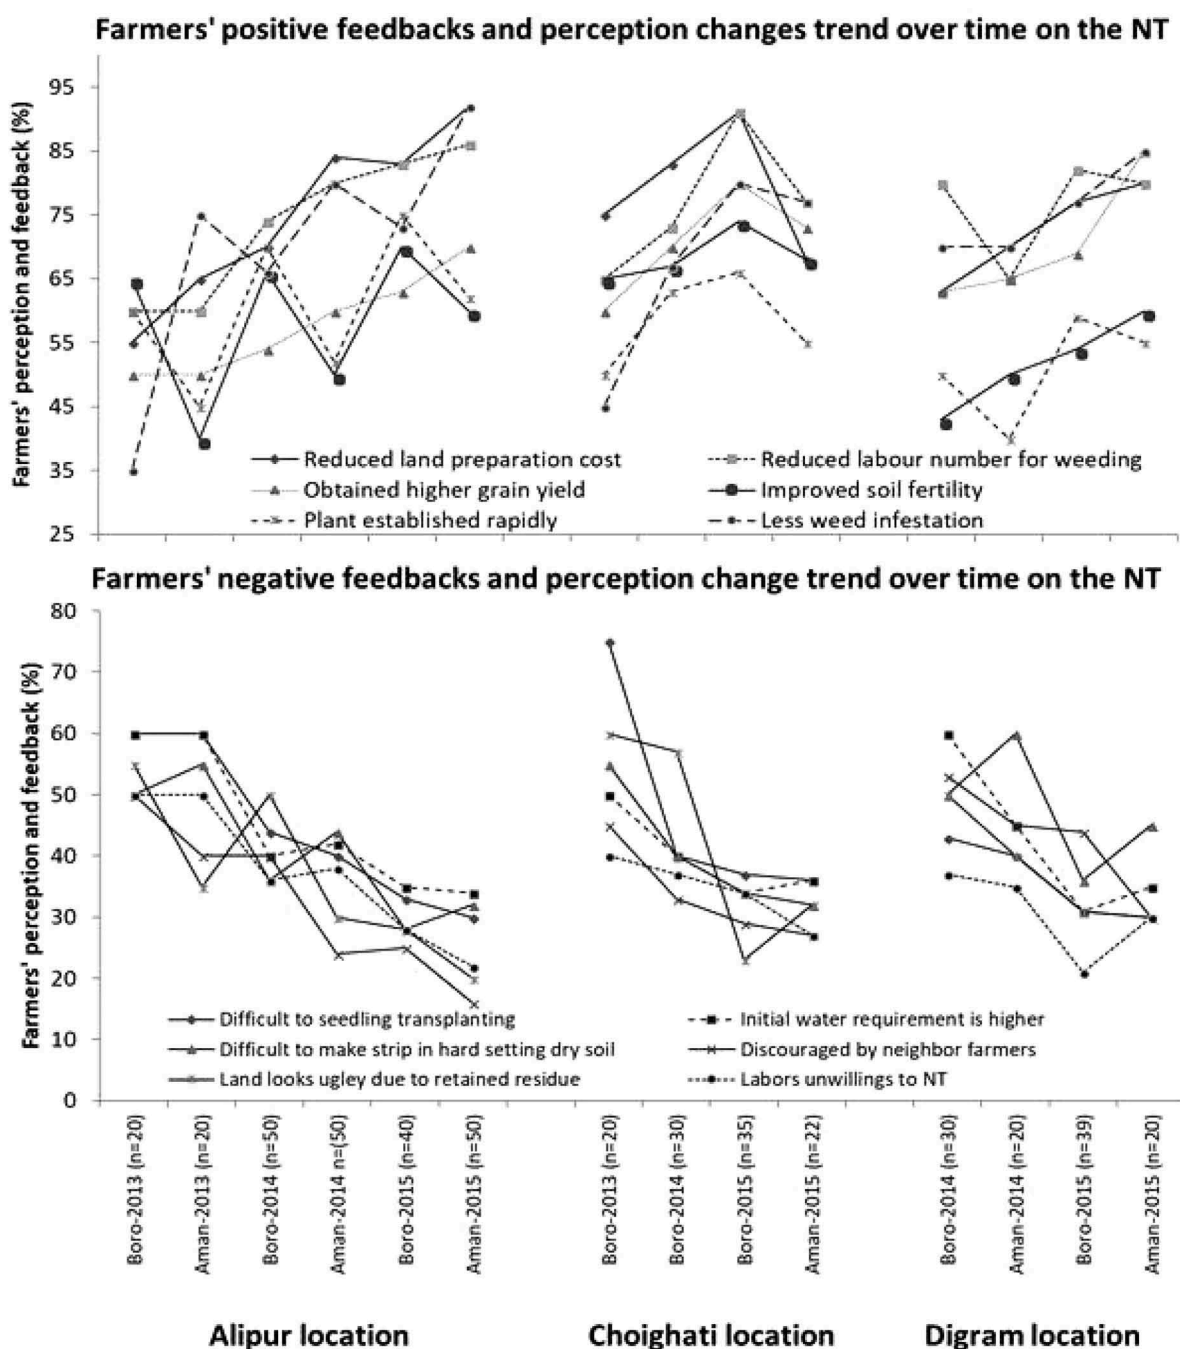 Farmers' positive feedbacks and perception changes trend over time on the NT
Farmers' perception and feedback (%)
95
85
75
65
55
45
35
25
Reduced land preparation cost
Reduced labour number for weeding
Obtained higher grain yield
Improved soil fertility
Plant established rapidly
Less weed infestation
Farmers' negative feedbacks and perception change trend over time on the NT
Farmers' perception and feedback (%)
80
70
60
50
40
30
20
10
0
Difficult to seedling transplanting
Initial water requirement is higher
Difficult to make strip in hard setting dry soil
Discouraged by neighbor farmers
Land looks ugley due to retained residue
Labors unwillings to NT
Boro-2013 (n=20)
Aman-2013 (n=20)
Boro-2014 (n=50)
Aman-2014 n=(50)
Boro-2015 (n=40)
Aman-2015 (n=50)
Boro-2013 (n=20)
Boro-2014 (n=30)
Boro-2015 (n=35)
Aman-2015 (n=22)
Boro-2014 (n=30)
Aman-2014 (n=20)
Boro-2015 (n=39)
Aman-2015 (n=20)
Alipur location
Choighati location
Digram location